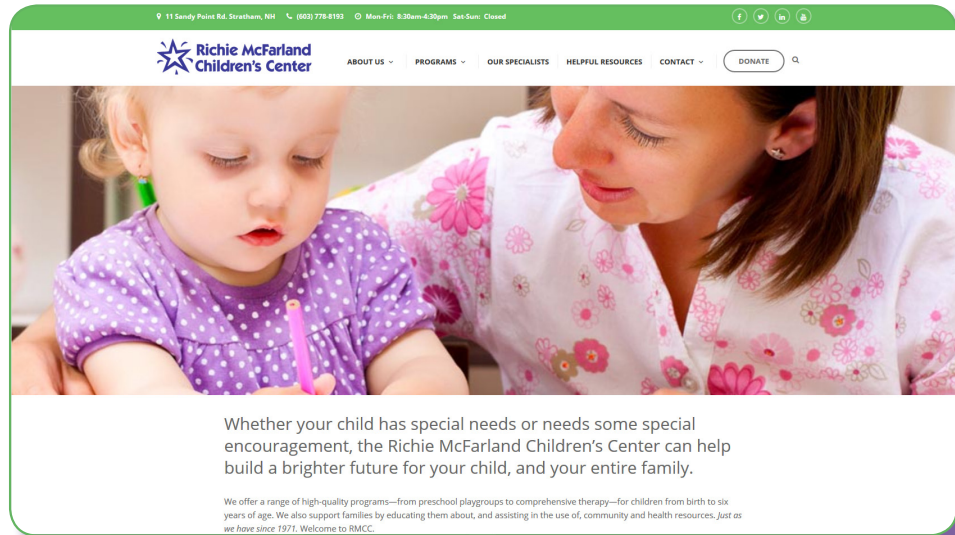 11 Sandy Point Rd. Stratham, NH (603) 778-8193 Mon-Fri: 8:30am-4:30pm Sat-Sun: Closed
Richie McFarland
Children's Center
ABOUT US PROGRAMS OUR SPECIALISTS HELPFUL RESOURCES CONTACT DONATE
Whether your child has special needs or needs some special
encouragement, the Richie McFarland Children's Center can help
build a brighter future for your child, and your entire family.
We offer a range of high-quality programs—from preschool playgroups to comprehensive therapy—for children from birth to six
years of age. We also support families by educating them about, and assisting in the use of, community and health resources. Just as
we have since 1971. Welcome to RMCC.